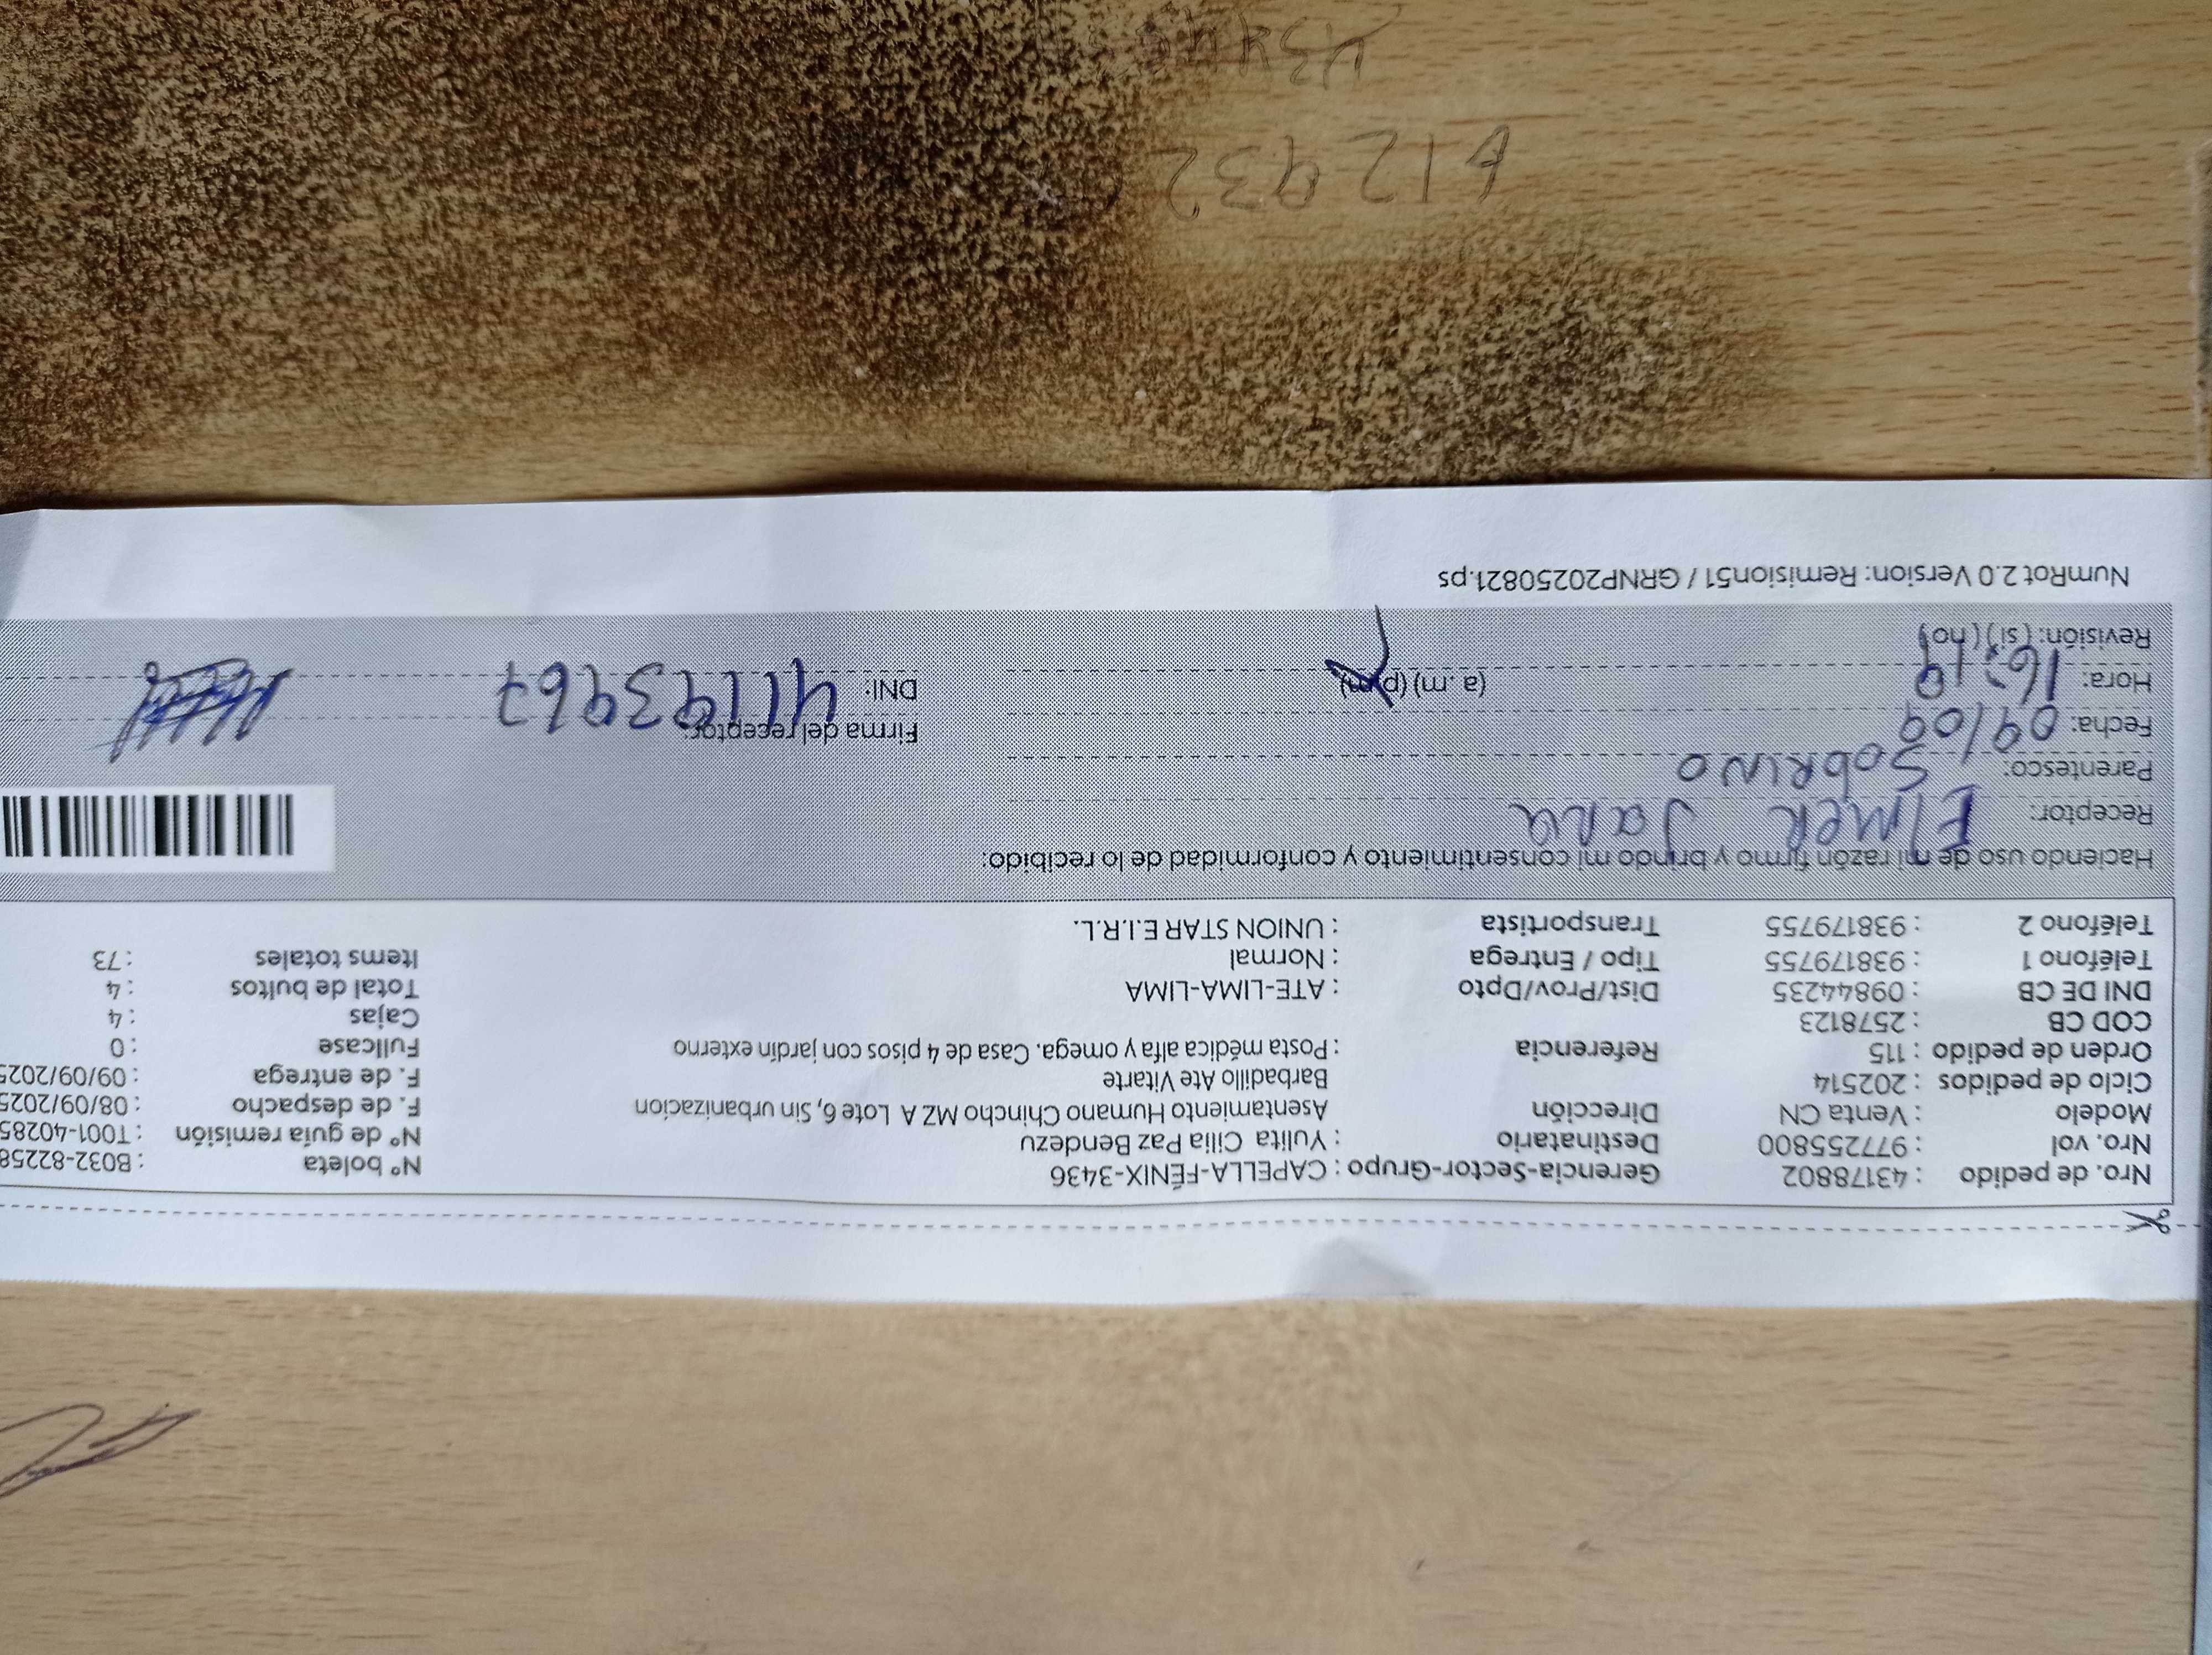 Nro. de pedido : 43178802 Gerencia-Sector-Grupo : CAPELLA-FÉNIX-3436 N° boleta : B032-82258
Nro. vol : 977255800 Destinatario : Yulita Cilia Paz Bendezu N° de guía remisión : T001-40285
Modelo : Venta CN Dirección Asentamiento Humano Chincho MZ A Lote 6, Sin urbanizacion F. de despacho : 08/09/2025
Ciclo de pedidos : 202514 Barbadillo Ate Vitarte F. de entrega : 09/09/2025
Orden de pedido : 115 Referencia : Posta médica alfa y omega. Casa de 4 pisos con jardín externo Fullcase : 0
COD CB : 2578123 Cajas : 4
DNI DE CB : 09844235 Dist/Prov/Dpto : ATE-LIMA-LIMA Total de bultos : 4
Teléfono 1 : 938179755 Tipo / Entrega : Normal Items totales : 73
Teléfono 2 : 938179755 Transportista : UNION STAR E.I.R.L.
Haciendo uso de mi razón firmo y brindo mi consentimiento y conformidad de lo recibido:
Receptor: Elmer Jara
Parentesco: Sobrino
Fecha: 09/09 Firma del receptor:
Hora: 16:19 (a. m) (p. m) DNI: 41193967
Revisión: (si) (no)
NumRot 2.0 Version: Remision51 / GRNP20250821.ps